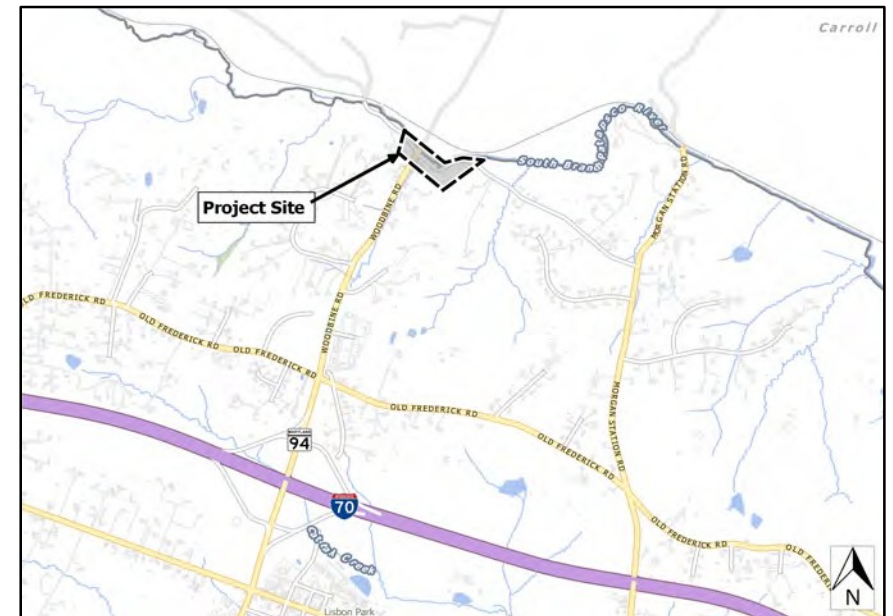 Carroll
South Branch Patapsco River
Project Site
WOODBINE RD
MORGAN STATION RD
OLD FREDERICK RD
OLD FREDERICK RD
OLD FREDERICK RD
WOODBINE RD
OLD FREDERICK RD
MORGAN STATION RD
94
OLD FREDERICK RD
70
OLD FREDERICK RD
OLD FREDERICK
Creek
N
Lisbon Park